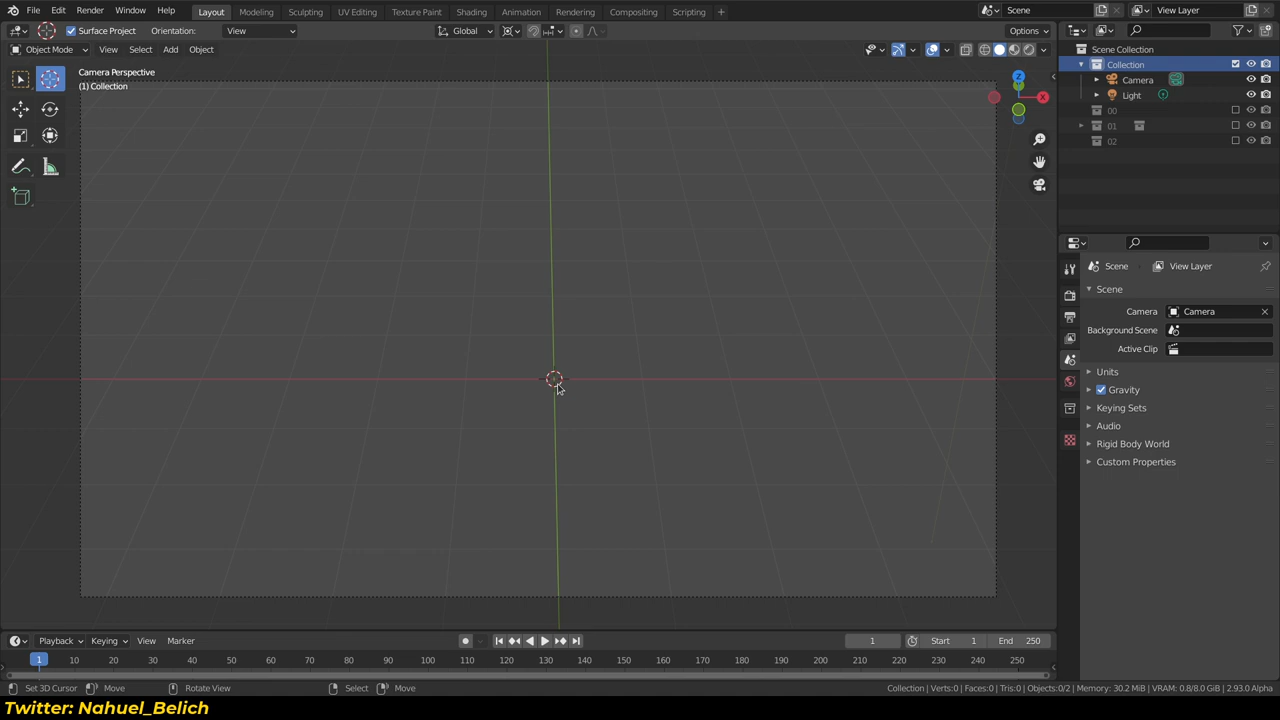 File Edit Render Window Help Layout Modeling Sculpting UV Editing Texture Paint Shading Animation Rendering Compositing Scripting + Scene View Layer
Surface Project Orientation: View Global Options
Object Mode View Select Add Object
Camera Perspective
(1) Collection
Z
X
Scene Collection
Collection
Camera
Light
00
01
02
Scene View Layer
Scene
Camera Camera
Background Scene
Active Clip
Units
Gravity
Keying Sets
Audio
Rigid Body World
Custom Properties
Playback Keying View Marker 1 Start 1 End 250
1 10 20 30 40 50 60 70 80 90 100 110 120 130 140 150 160 170 180 190 200 210 220 230 240 250
Set 3D Cursor Move Rotate View Select Move Collection | Verts:0 | Faces:0 | Tris:0 | Objects:0/2 | Memory: 30.2 MiB | VRAM: 0.8/8.0 GiB | 2.93.0 Alpha
Twitter: Nahuel_Belich